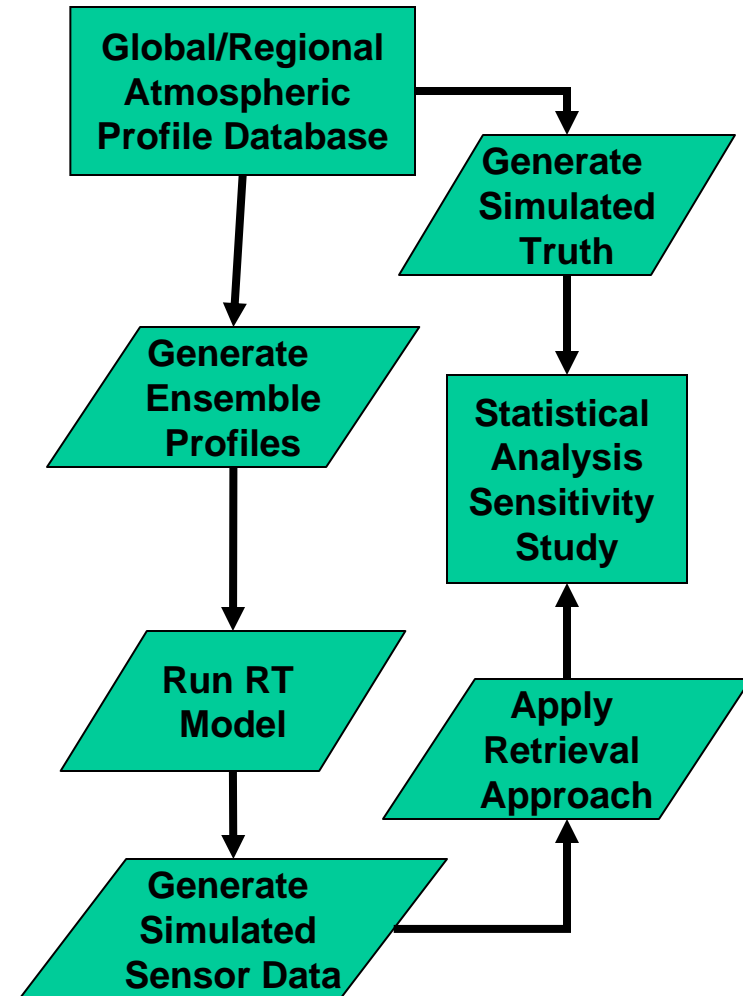 Global/Regional
Atmospheric
Profile Database
Generate
Simulated
Truth
Generate
Ensemble
Profiles
Statistical
Analysis
Sensitivity
Study
Run RT
Model
Apply
Retrieval
Approach
Generate
Simulated
Sensor Data